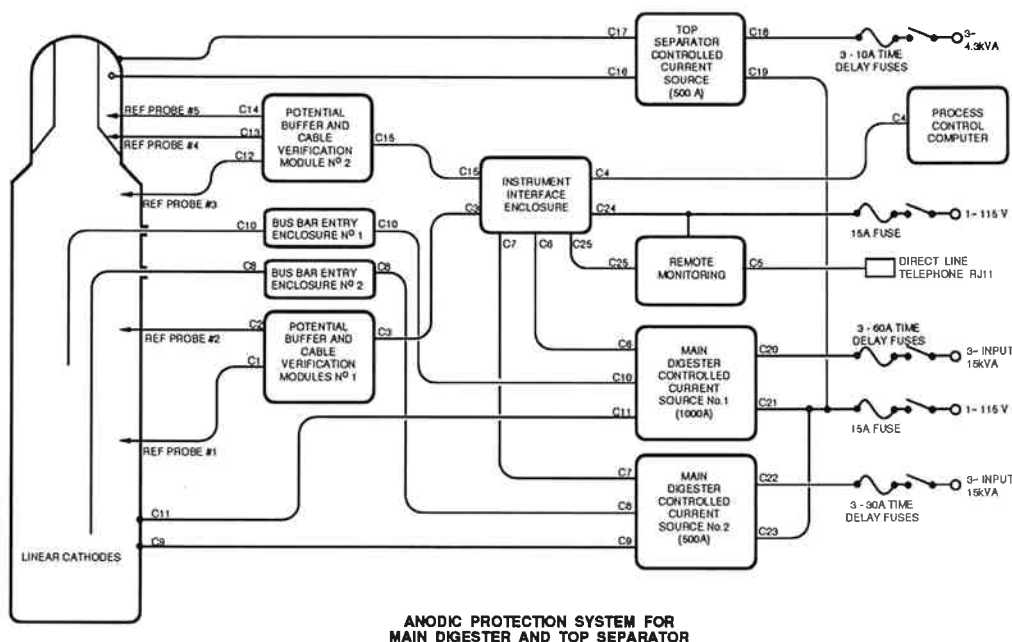 C17
TOP
SEPARATOR
CONTROLLED
CURRENT
SOURCE
(500 A)
C18
3~
4.3kVA
3 - 10A TIME
DELAY FUSES
C16
C19
REF PROBE #5
C14
POTENTIAL
BUFFER AND
CABLE
VERIFICATION
MODULE Nº 2
C13
REF PROBE #4
C12
C15
REF PROBE #3
C4
PROCESS
CONTROL
COMPUTER
C15
INSTRUMENT
INTERFACE
ENCLOSURE
C4
C3
C24
15A FUSE
1~ 115 V
C7
C6
C25
C10
BUS BAR ENTRY
ENCLOSURE Nº 1
C10
C8
BUS BAR ENTRY
ENCLOSURE Nº 2
C8
C25
REMOTE
MONITORING
C5
DIRECT LINE
TELEPHONE RJ11
C2
REF PROBE #2
POTENTIAL
BUFFER AND
CABLE
VERIFICATION
MODULES Nº 1
C3
C1
REF PROBE #1
3 - 60A TIME
DELAY FUSES
C6
MAIN
DIGESTER
CONTROLLED
CURRENT
SOURCE No.1
(1000A)
C20
3~ INPUT
15kVA
C10
C11
C21
1~ 115 V
15A FUSE
C7
MAIN
DIGESTER
CONTROLLED
CURRENT
SOURCE No.2
(500A)
C22
3~ INPUT
15kVA
3 - 30A TIME
DELAY FUSES
C8
C23
C9
C11
C9
LINEAR CATHODES
ANODIC PROTECTION SYSTEM FOR
MAIN DIGESTER AND TOP SEPARATOR